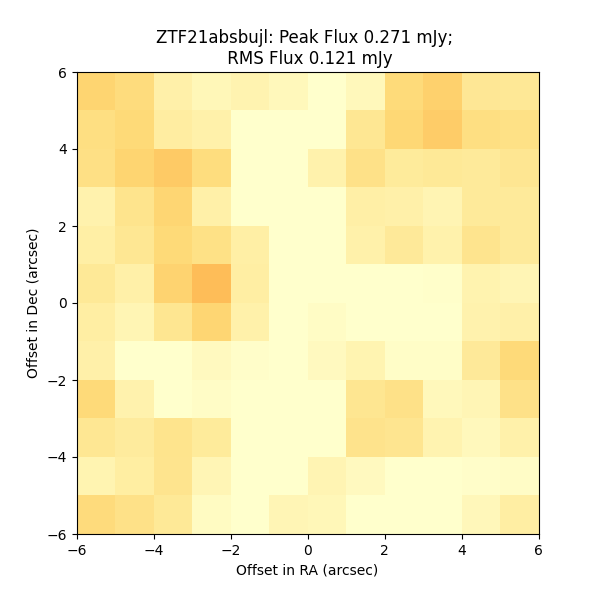 ZTF21absbujl: Peak Flux 0.271 mJy;
RMS Flux 0.121 mJy
6
4
2
0
−2
−4
−6
Offset in Dec (arcsec)
−6 −4 −2 0 2 4 6
Offset in RA (arcsec)